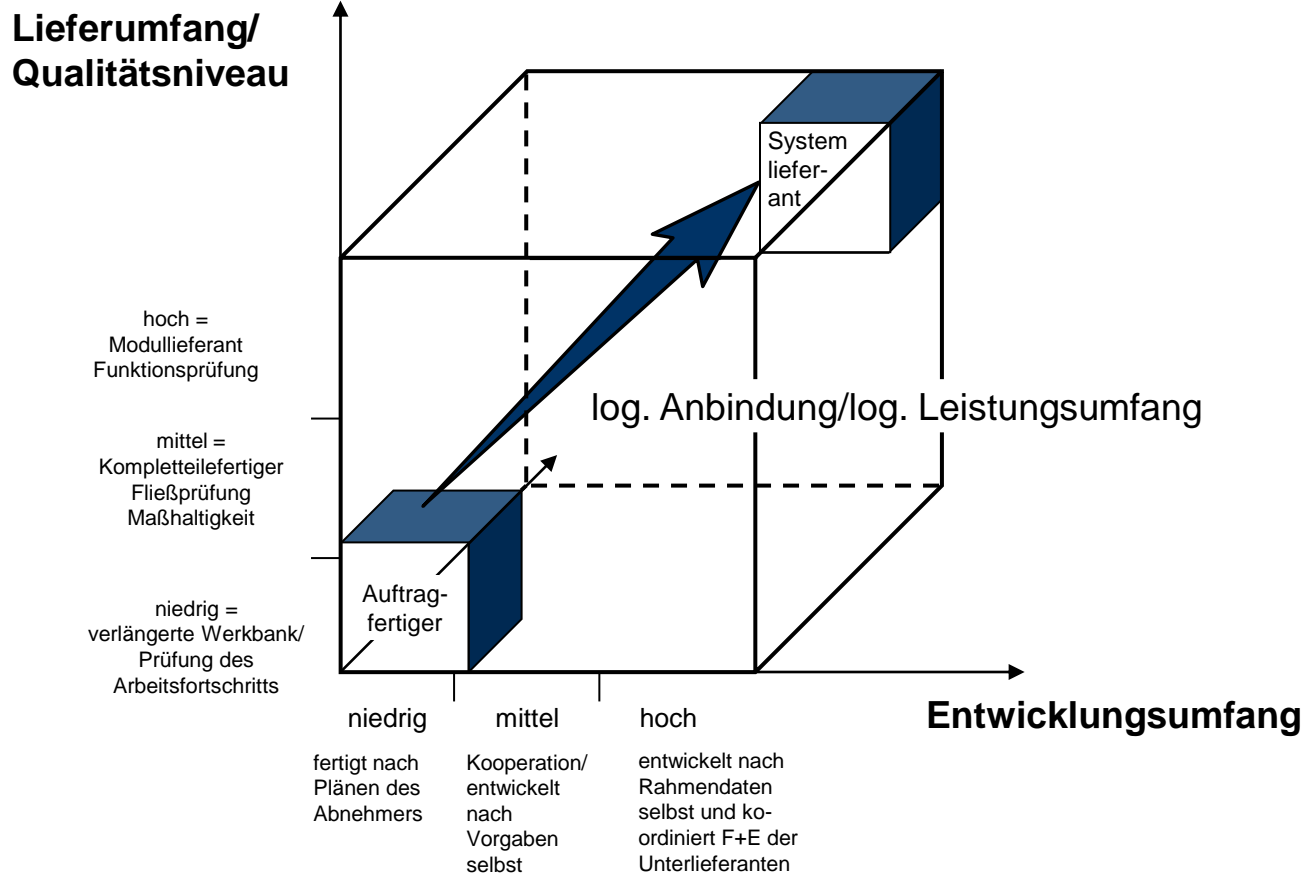 Lieferumfang/
Qualitätsniveau
System
liefer-
ant
hoch =
Modullieferant
Funktionsprüfung
log. Anbindung/log. Leistungsumfang
mittel =
Kompletteilefertiger
Fließprüfung
Maßhaltigkeit
Auftrag-
fertiger
niedrig =
verlängerte Werkbank/
Prüfung des
Arbeitsfortschritts
niedrig
mittel
hoch
Entwicklungsumfang
fertigt nach
Plänen des
Abnehmers
Kooperation/
entwickelt
nach
Vorgaben
selbst
entwickelt nach
Rahmendaten
selbst und ko-
ordiniert F+E der
Unterlieferanten